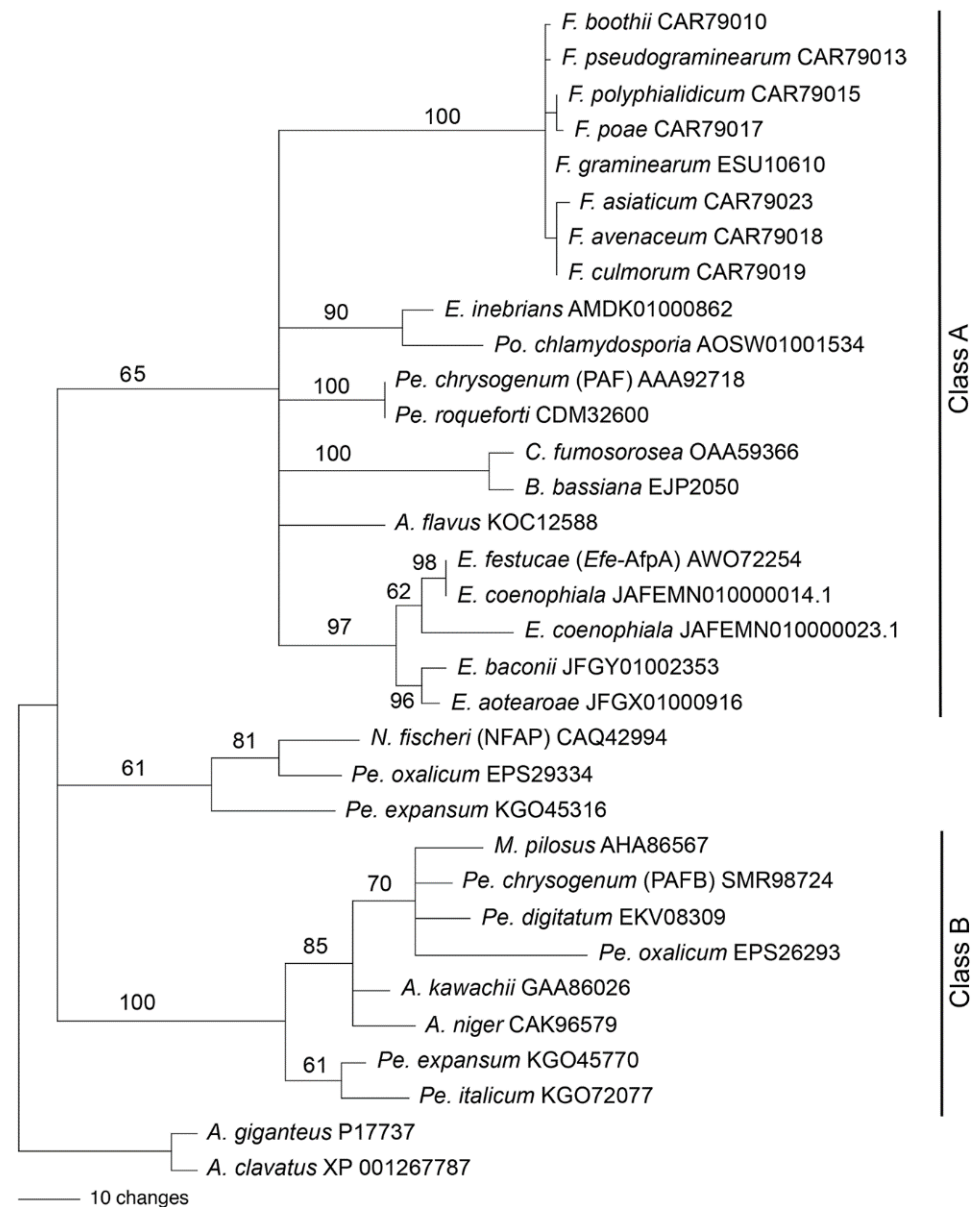 F. boothii CAR79010
F. pseudograminearum CAR79013
F. polyphialidicum CAR79015
100
F. poae CAR79017
F. graminearum ESU10610
F. asiaticum CAR79023
F. avenaceum CAR79018
F. culmorum CAR79019
90
E. inebrians AMDK01000862
Po. chlamydosporia AOSW01001534
65
Pe. chrysogenum (PAF) AAA92718
100
Pe. roqueforti CDM32600
100
C. fumosorosea OAA59366
B. bassiana EJP2050
A. flavus KOC12588
98
E. festucae (Efe-AfpA) AWO72254
62
E. coenophiala JAFEMN010000014.1
97
E. coenophiala JAFEMN010000023.1
E. baconii JFGY01002353
96
E. aotearoae JFGX01000916
Class A
81
N. fischeri (NFAP) CAQ42994
61
Pe. oxalicum EPS29334
Pe. expansum KGO45316
M. pilosus AHA86567
70
Pe. chrysogenum (PAFB) SMR98724
Pe. digitatum EKV08309
85
Pe. oxalicum EPS26293
A. kawachii GAA86026
100
A. niger CAK96579
61
Pe. expansum KGO45770
Pe. italicum KGO72077
Class B
A. giganteus P17737
A. clavatus XP 001267787
10 changes